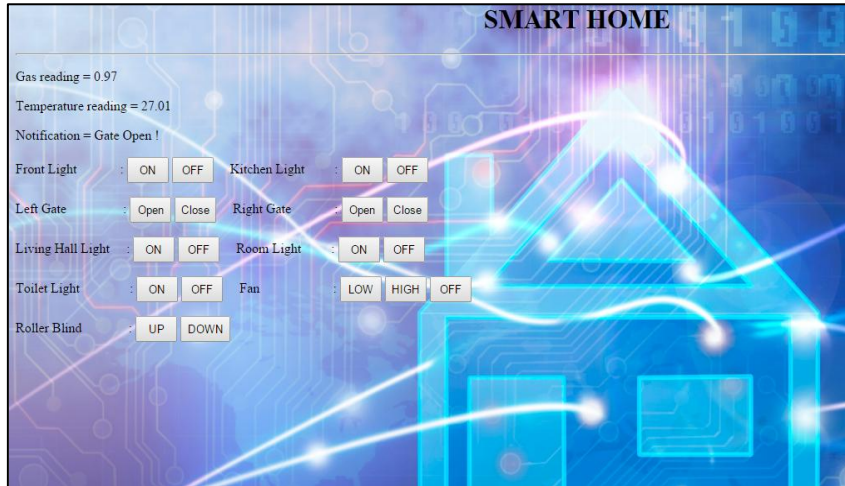 SMART HOME
Gas reading = 0.97
Temperature reading = 27.01
Notification = Gate Open !
Front Light : ON OFF Kitchen Light : ON OFF
Left Gate : Open Close Right Gate : Open Close
Living Hall Light : ON OFF Room Light : ON OFF
Toilet Light : ON OFF Fan : LOW HIGH OFF
Roller Blind : UP DOWN